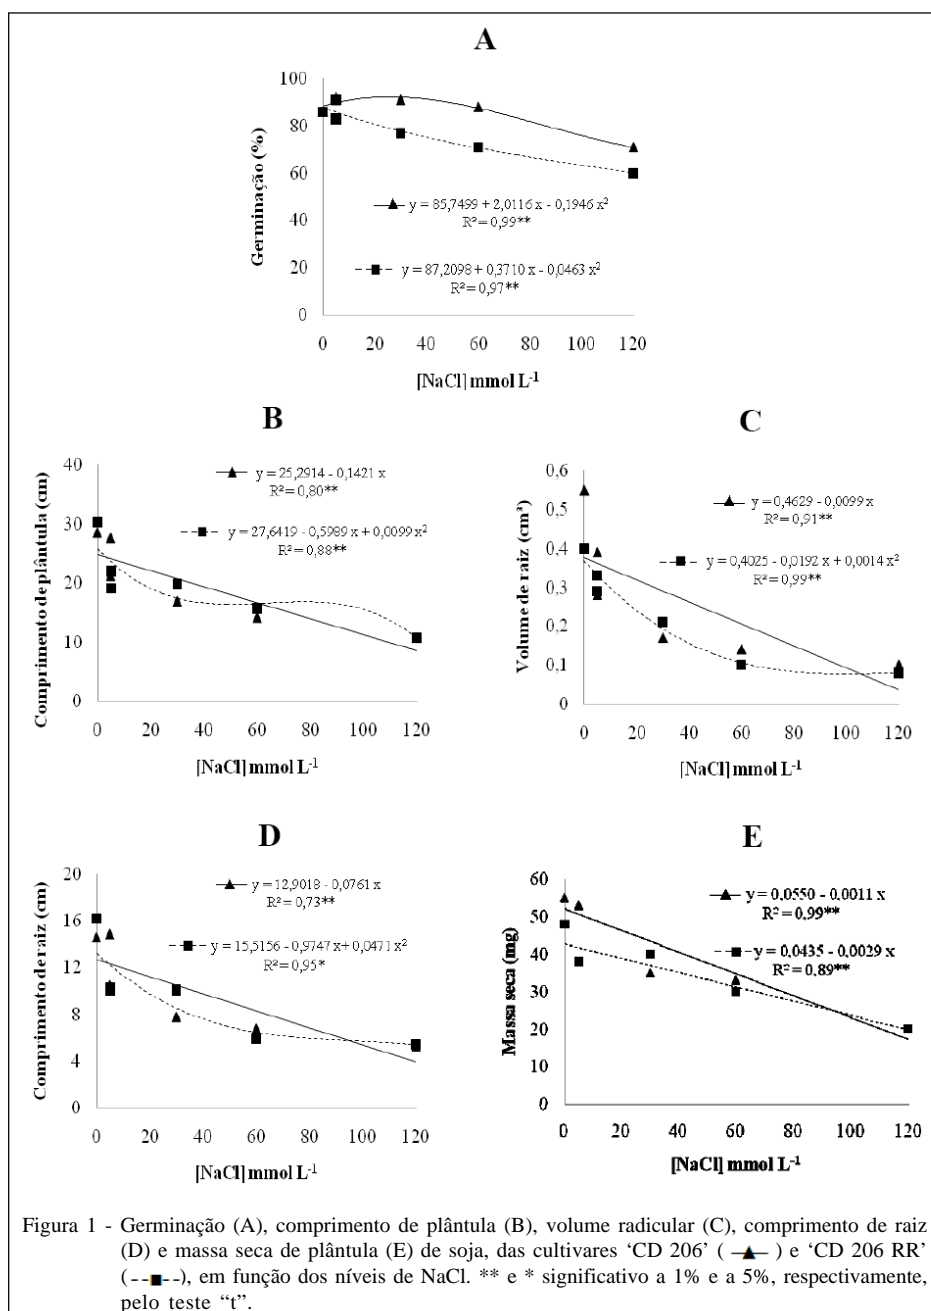 A
Germinação (%)
100
80
60
40
20
0
y = 85,7499 + 2,0116 x - 0,1946 x²
R² = 0,99**
y = 87,2098 + 0,3710 x - 0,0463 x²
R² = 0,97**
0 20 40 60 80 100 120
[NaCl] mmol L⁻¹
B
Comprimento de plântula (cm)
40
30
20
10
0
y = 25,2914 - 0,1421 x
R² = 0,80**
y = 27,6419 - 0,5989 x + 0,0099 x²
R² = 0,88**
0 20 40 60 80 100 120
[NaCl] mmol L⁻¹
C
Volume de raiz (cm³)
0,6
0,5
0,4
0,3
0,2
0,1
0
y = 0,4629 - 0,0099 x
R² = 0,91**
y = 0,4025 - 0,0192 x + 0,0014 x²
R² = 0,99**
0 20 40 60 80 100 120
[NaCl] mmol L⁻¹
D
Comprimento de raiz (cm)
20
16
12
8
4
0
y = 12,9018 - 0,0761 x
R² = 0,73**
y = 15,5156 - 0,9747 x + 0,0471 x²
R² = 0,95*
0 20 40 60 80 100 120
[NaCl] mmol L⁻¹
E
Massa seca (mg)
60
50
40
30
20
10
0
y = 0,0550 - 0,0011 x
R² = 0,99**
y = 0,0435 - 0,0029 x
R² = 0,89**
0 20 40 60 80 100 120
[NaCl] mmol L⁻¹
Figura 1 - Germinação (A), comprimento de plântula (B), volume radicular (C), comprimento de raiz
(D) e massa seca de plântula (E) de soja, das cultivares ‘CD 206’ ( ▲ ) e ‘CD 206 RR’
(--■--), em função dos níveis de NaCl. ** e * significativo a 1% e a 5%, respectivamente,
pelo teste “t”.